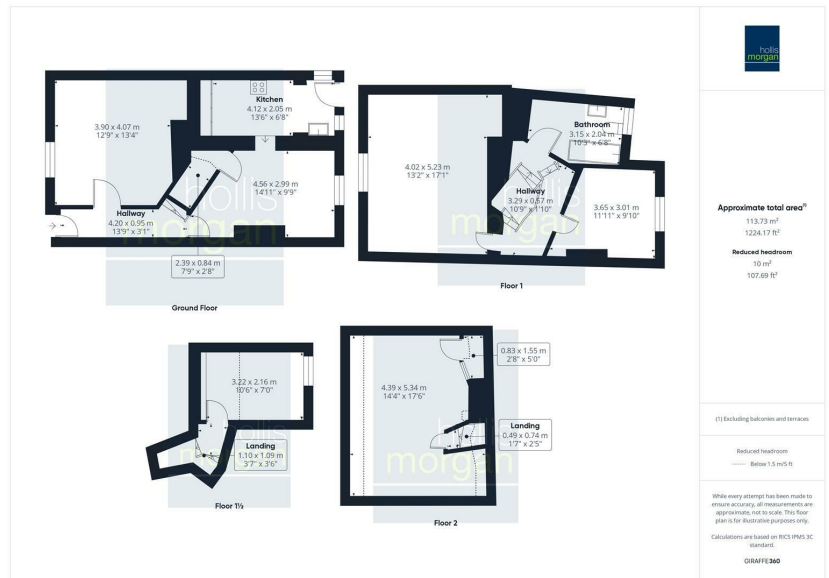 Kitchen
4.12 x 2.05 m
13'6" x 6'8"
3.90 x 4.07 m
12'9" x 13'4"
4.56 x 2.99 m
14'11" x 9'9"
Hallway
4.20 x 0.95 m
13'9" x 3'1"
2.39 x 0.84 m
7'9" x 2'8"
hollis
morgan
Ground Floor
Bathroom
3.15 x 2.04 m
10'3" x 6'8"
4.02 x 5.23 m
13'2" x 17'1"
Hallway
3.29 x 0.57 m
10'9" x 1'10"
3.65 x 3.01 m
11'11" x 9'10"
hollis
morgan
Floor 1
3.22 x 2.16 m
10'6" x 7'0"
Landing
1.10 x 1.09 m
3'7" x 3'6"
hollis
morgan
Floor 1½
0.83 x 1.55 m
2'8" x 5'0"
4.39 x 5.34 m
14'4" x 17'6"
Landing
0.49 x 0.74 m
1'7" x 2'5"
hollis
morgan
Floor 2
hollis
morgan
Approximate total area(1)
113.73 m²
1224.17 ft²
Reduced headroom
10 m²
107.69 ft²
(1) Excluding balconies and terraces
Reduced headroom
Below 1.5 m/5 ft
While every attempt has been made to
ensure accuracy, all measurements are
approximate, not to scale. This floor
plan is for illustrative purposes only.
Calculations are based on RICS IPMS 3C
standard.
GIRAFFE360